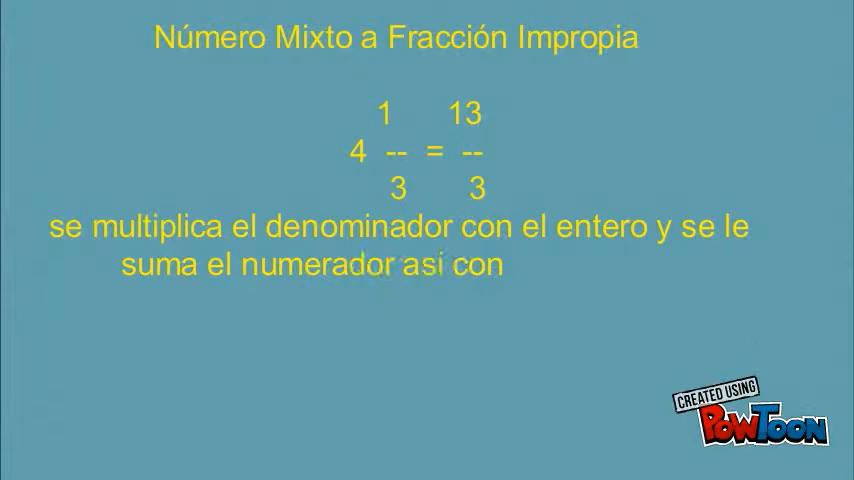 Número Mixto a Fracción Impropia
1 13
4 -- = --
3 3
se multiplica el denominador con el entero y se le
suma el numerador asi con
CREATED USING
POWTOON